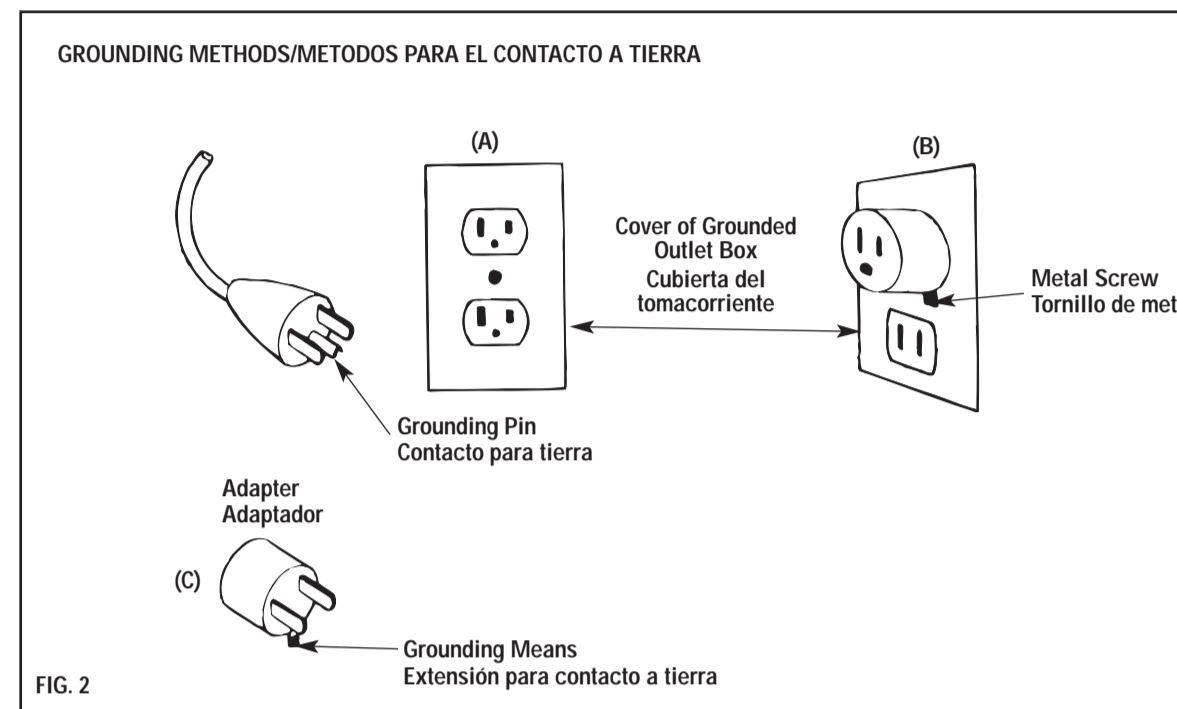 GROUNDING METHODS/METODOS PARA EL CONTACTO A TIERRA
(A)
(B)
Cover of Grounded
Outlet Box
Cubierta del
tomacorriente
Metal Screw
Tornillo de met
Grounding Pin
Contacto para tierra
Adapter
Adaptador
(C)
Grounding Means
Extensión para contacto a tierra
FIG. 2